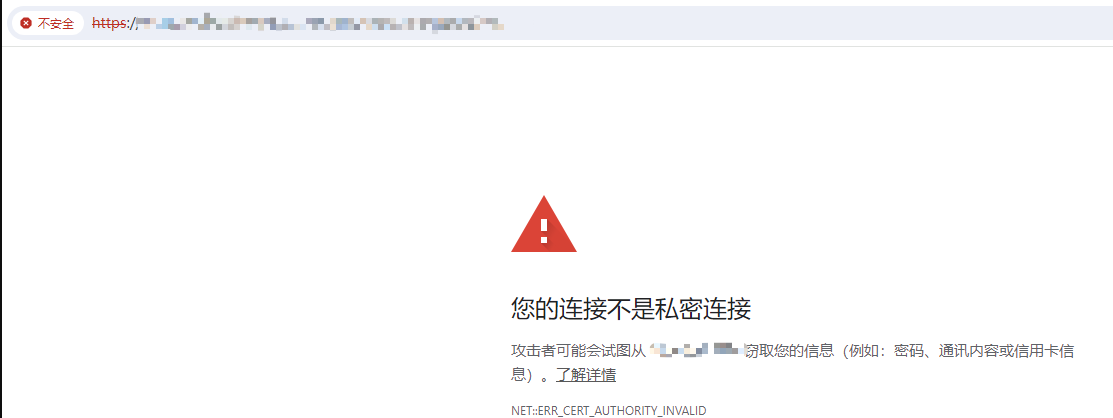 不安全 https://
您的连接不是私密连接
攻击者可能会试图从 窃取您的信息（例如：密码、通讯内容或信用卡信
息）。了解详情
NET::ERR_CERT_AUTHORITY_INVALID